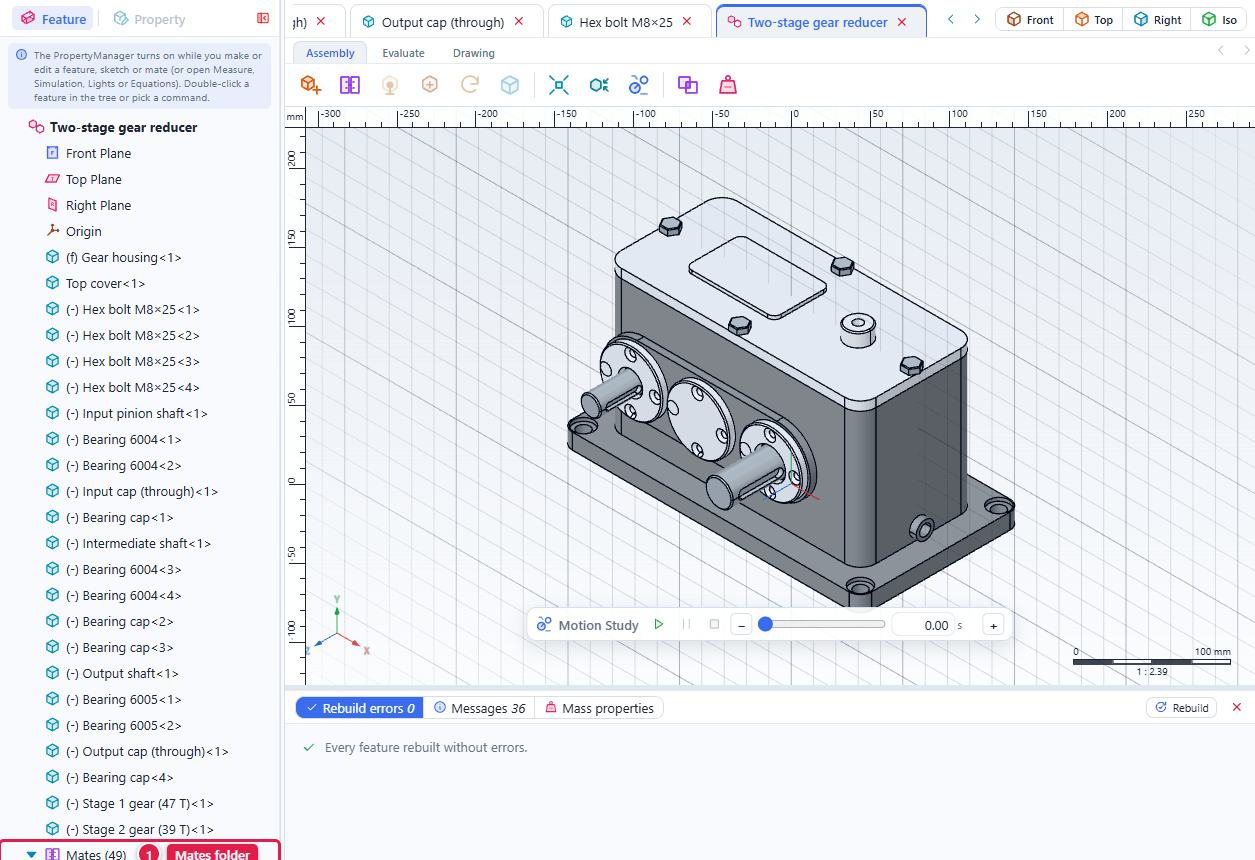 Feature
Property
gh)
Output cap (through)
Hex bolt M8×25
Two-stage gear reducer
Front
Top
Right
Iso
The PropertyManager turns on while you make or
edit a feature, sketch or mate (or open Measure,
Simulation, Lights or Equations). Double-click a
feature in the tree or pick a command.
Assembly
Evaluate
Drawing
mm
-300
-250
-200
-150
-100
-50
0
50
100
150
200
250
200
150
100
50
0
-50
-100
Two-stage gear reducer
Front Plane
Top Plane
Right Plane
Origin
(f) Gear housing<1>
Top cover<1>
(-) Hex bolt M8×25<1>
(-) Hex bolt M8×25<2>
(-) Hex bolt M8×25<3>
(-) Hex bolt M8×25<4>
(-) Input pinion shaft<1>
(-) Bearing 6004<1>
(-) Bearing 6004<2>
(-) Input cap (through)<1>
(-) Bearing cap<1>
(-) Intermediate shaft<1>
(-) Bearing 6004<3>
(-) Bearing 6004<4>
(-) Bearing cap<2>
(-) Bearing cap<3>
(-) Output shaft<1>
(-) Bearing 6005<1>
(-) Bearing 6005<2>
(-) Output cap (through)<1>
(-) Bearing cap<4>
(-) Stage 1 gear (47 T)<1>
(-) Stage 2 gear (39 T)<1>
Mates (49)
1
Mates folder
Y
X
Z
Motion Study
0.00 s
0
100 mm
1 : 2.39
Rebuild errors 0
Messages 36
Mass properties
Rebuild
Every feature rebuilt without errors.